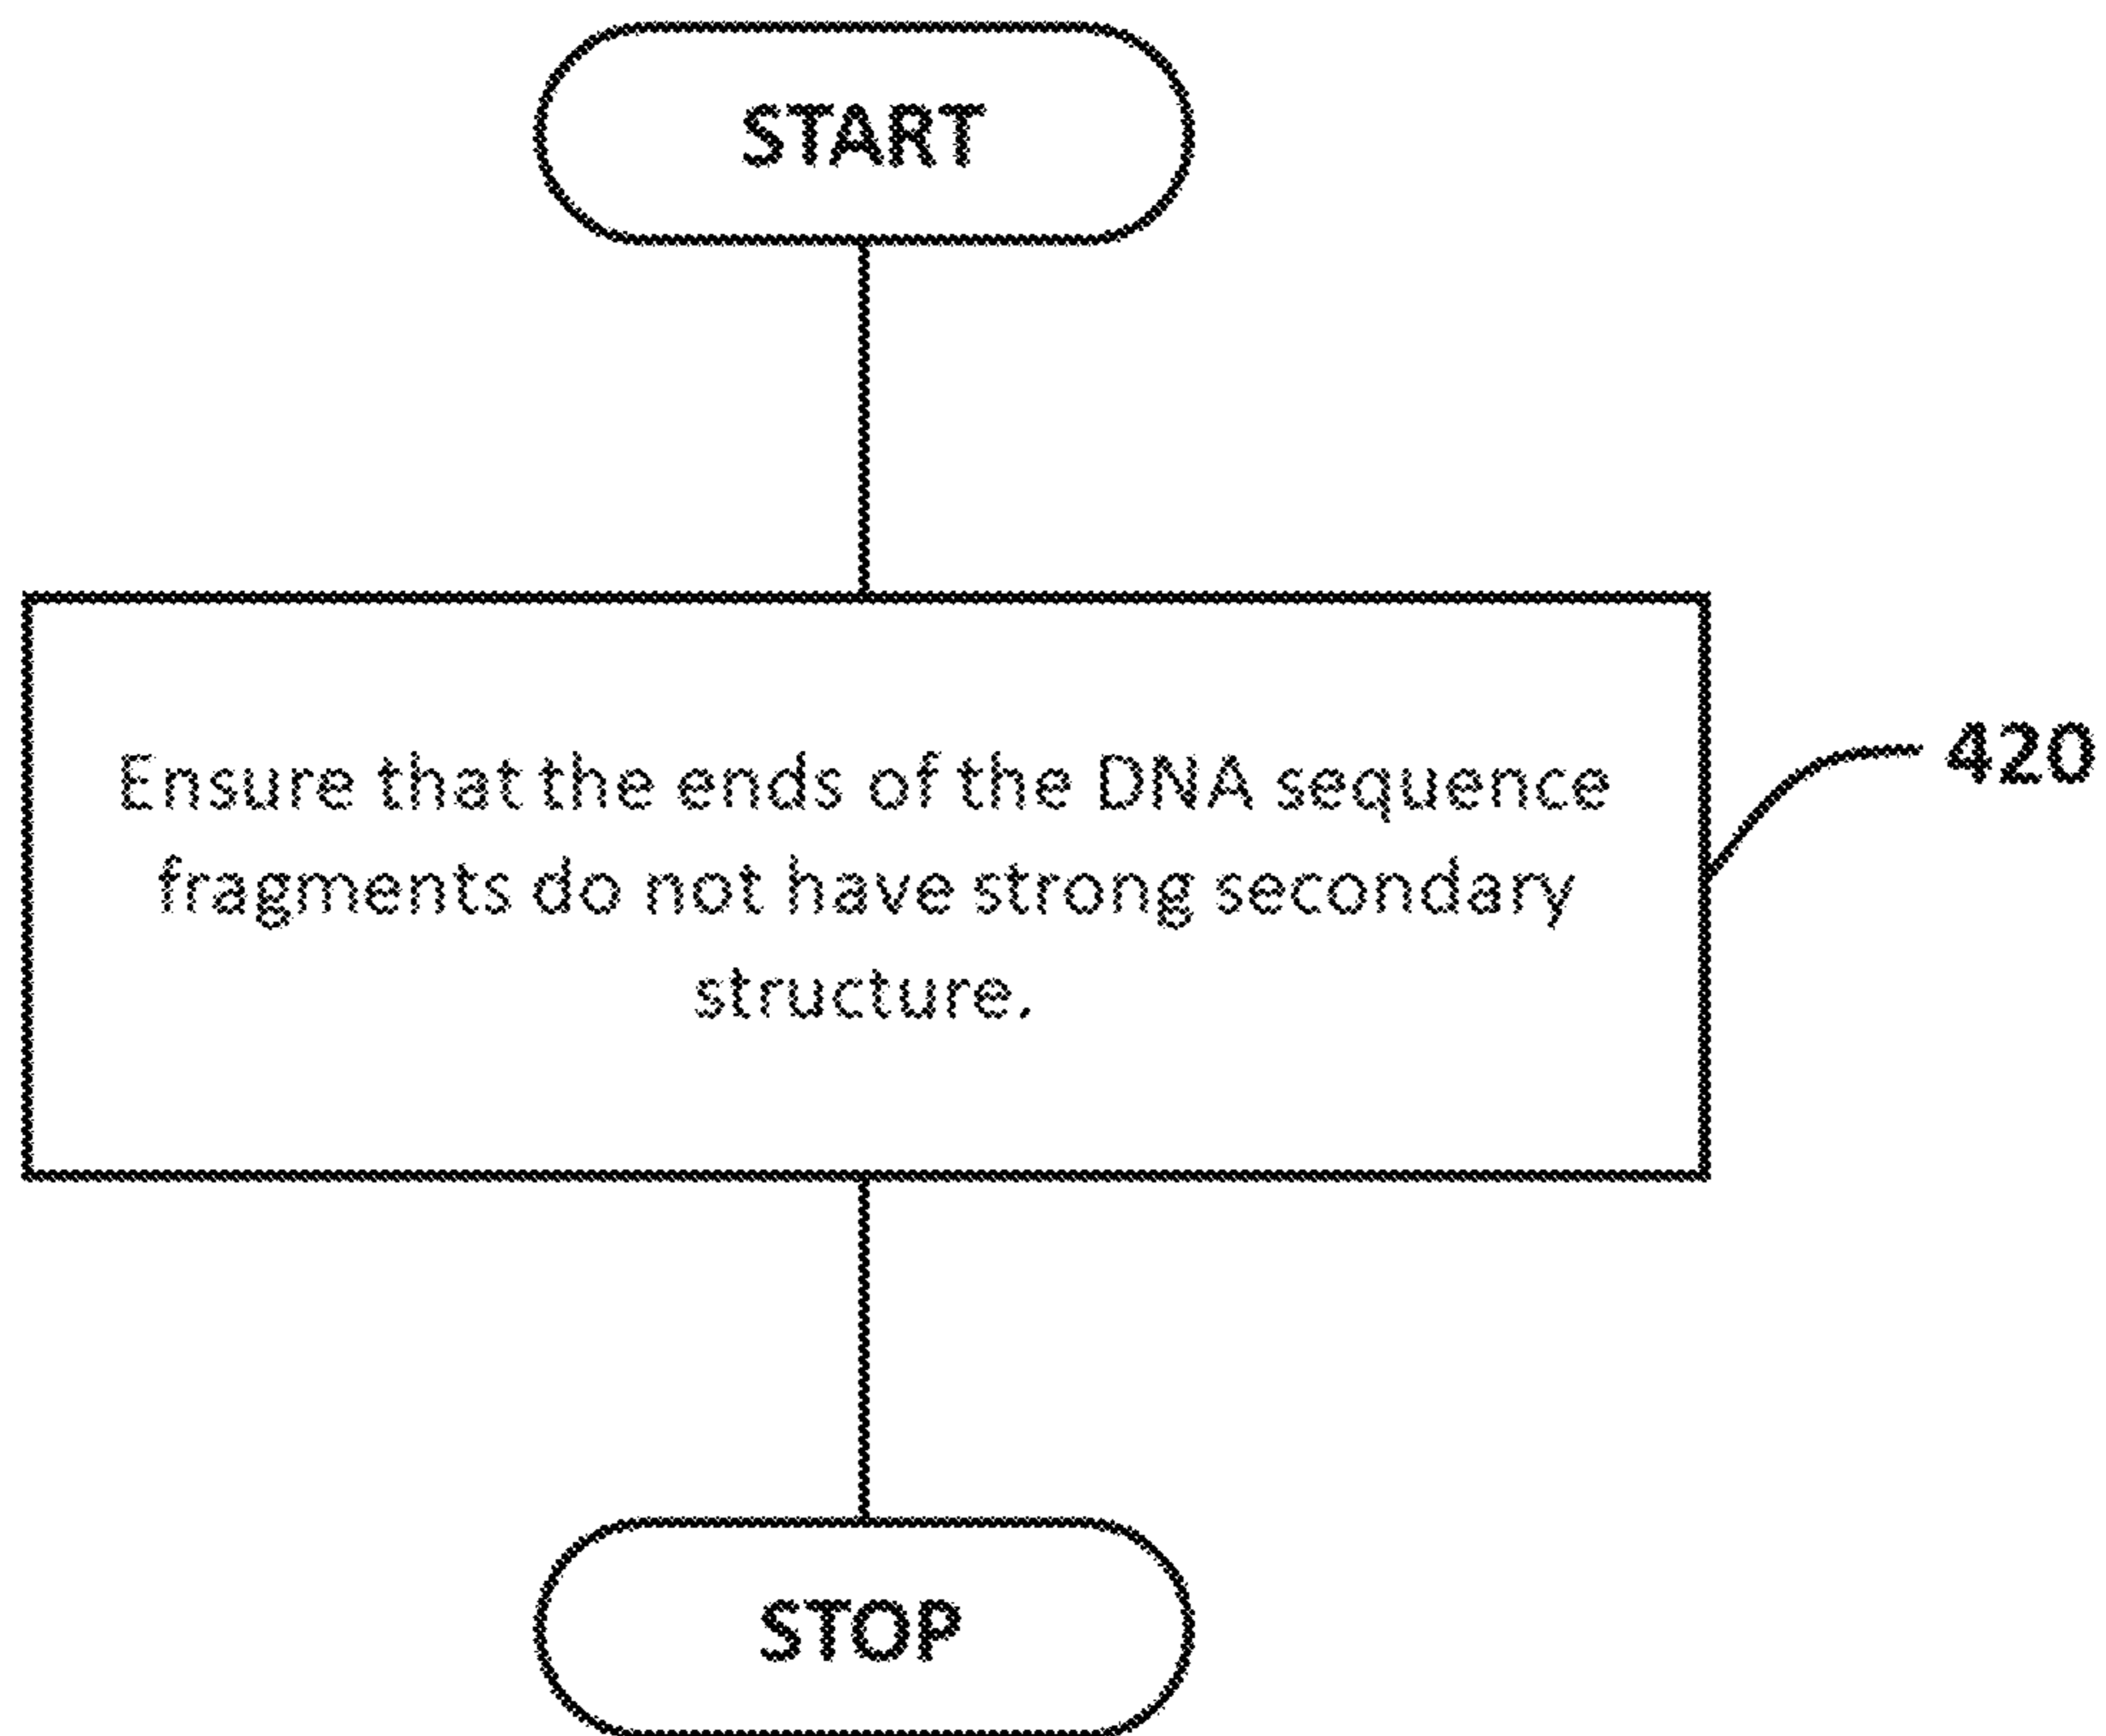 START
Ensure that the ends of the DNA sequence
fragments do not have strong secondary
structure.
420
STOP